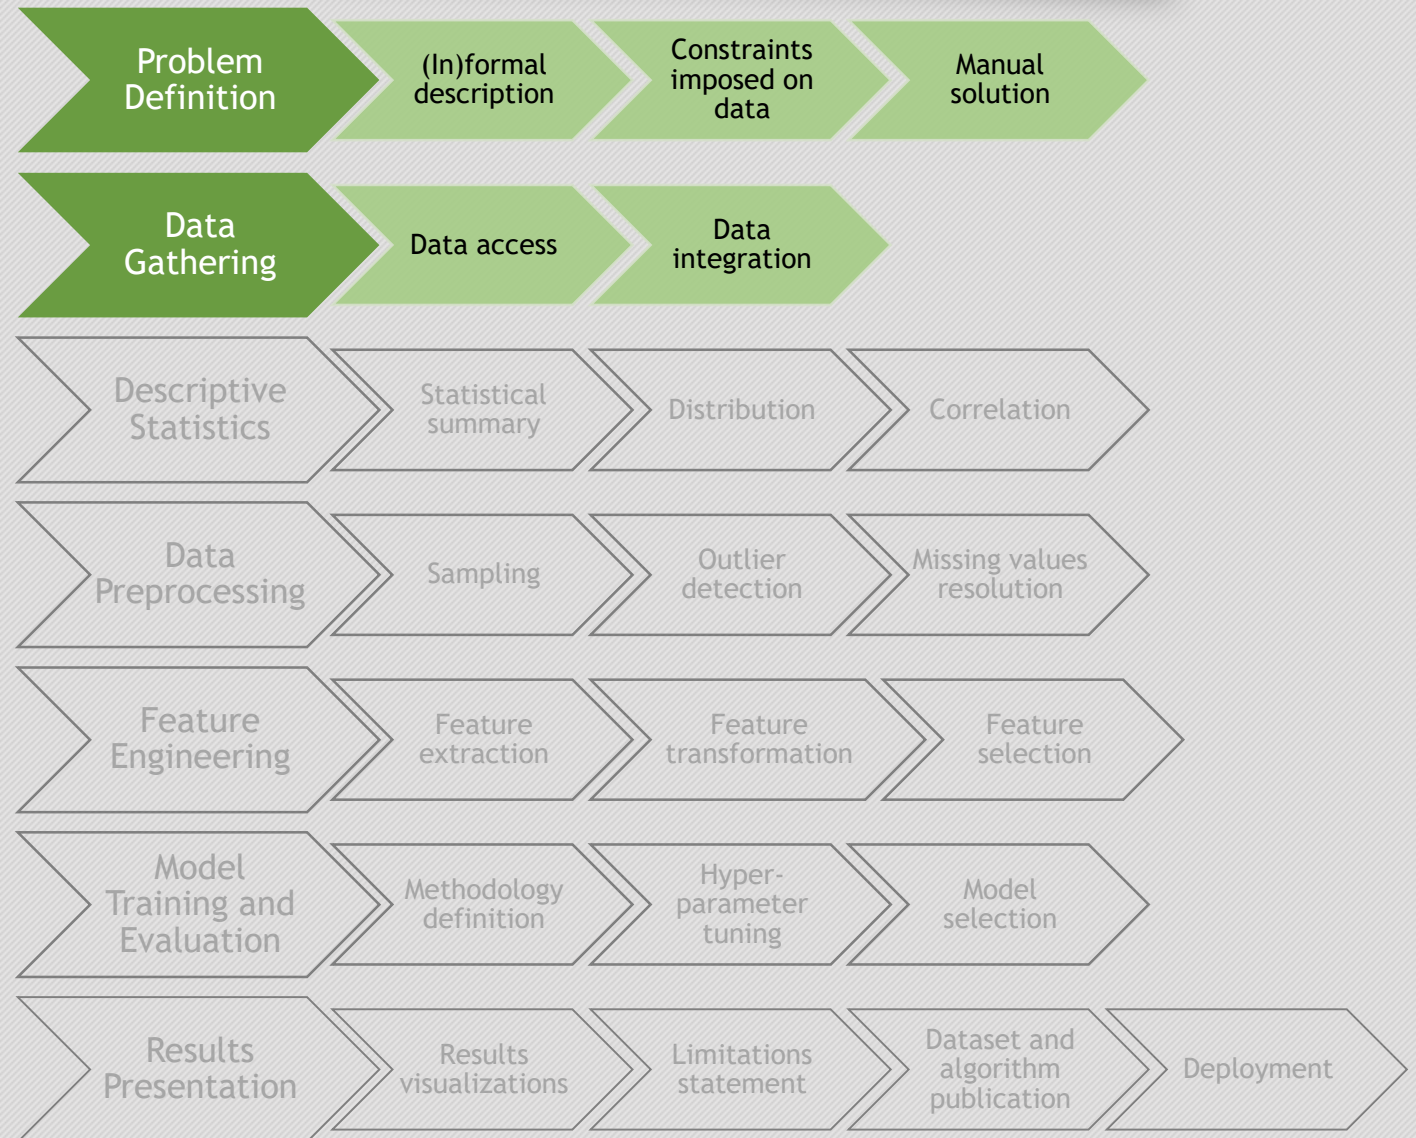 Problem
Definition
(In)formal
description
Constraints
imposed on
data
Manual
solution
Data
Gathering
Data access
Data
integration
Descriptive
Statistics
Statistical
summary
Distribution
Correlation
Data
Preprocessing
Sampling
Outlier
detection
Missing values
resolution
Feature
Engineering
Feature
extraction
Feature
transformation
Feature
selection
Model
Training and
Evaluation
Methodology
definition
Hyper-
parameter
tuning
Model
selection
Results
Presentation
Results
visualizations
Limitations
statement
Dataset and
algorithm
publication
Deployment